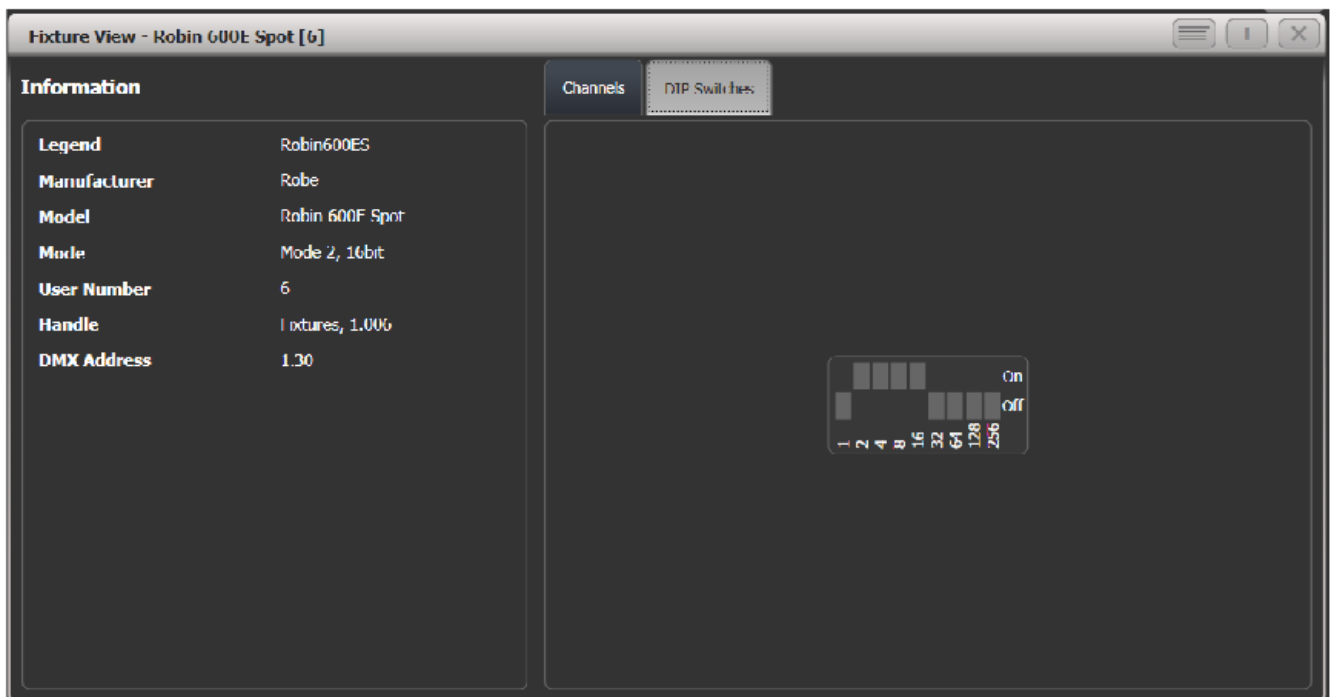 Fixture View - Robin 600E Spot [6]
Information
Channels
DIP Switches
Legend Robin600ES
Manufacturer Robe
Model Robin 600E Spot
Mode Mode 2, 16bit
User Number 6
Handle Fixtures, 1.006
DMX Address 1.30
On
Off
1 2 4 8 16 32 64 128 256